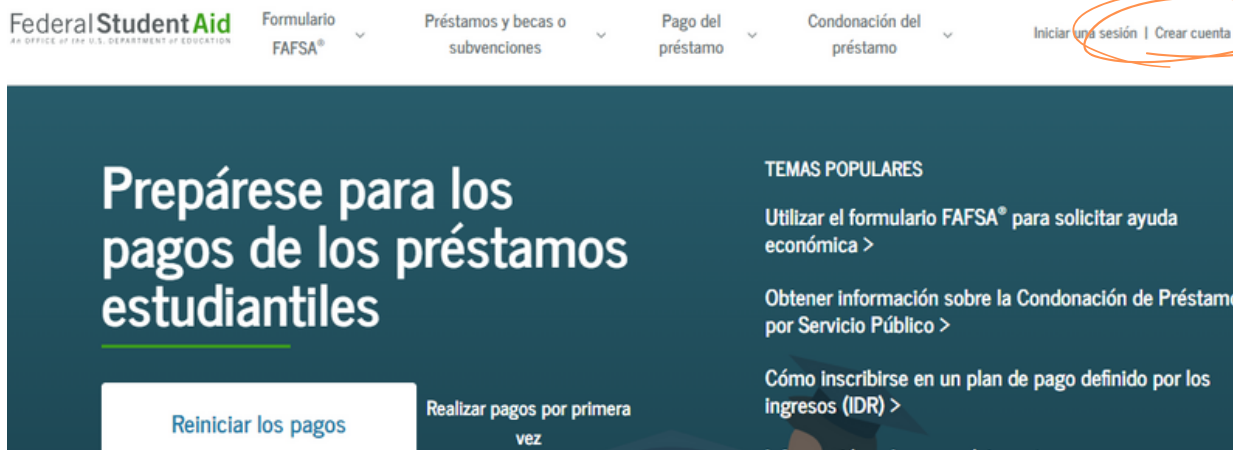 Federal Student Aid
An OFFICE of the U.S. DEPARTMENT of EDUCATION
Formulario
FAFSA®
Préstamos y becas o
subvenciones
Pago del
préstamo
Condonación del
préstamo
Iniciar una sesión | Crear cuenta
Prepárese para los
pagos de los préstamos
estudiantiles
Reiniciar los pagos
Realizar pagos por primera
vez
TEMAS POPULARES
Utilizar el formulario FAFSA® para solicitar ayuda
económica >
Obtener información sobre la Condonación de Préstamo
por Servicio Público >
Cómo inscribirse en un plan de pago definido por los
ingresos (IDR) >